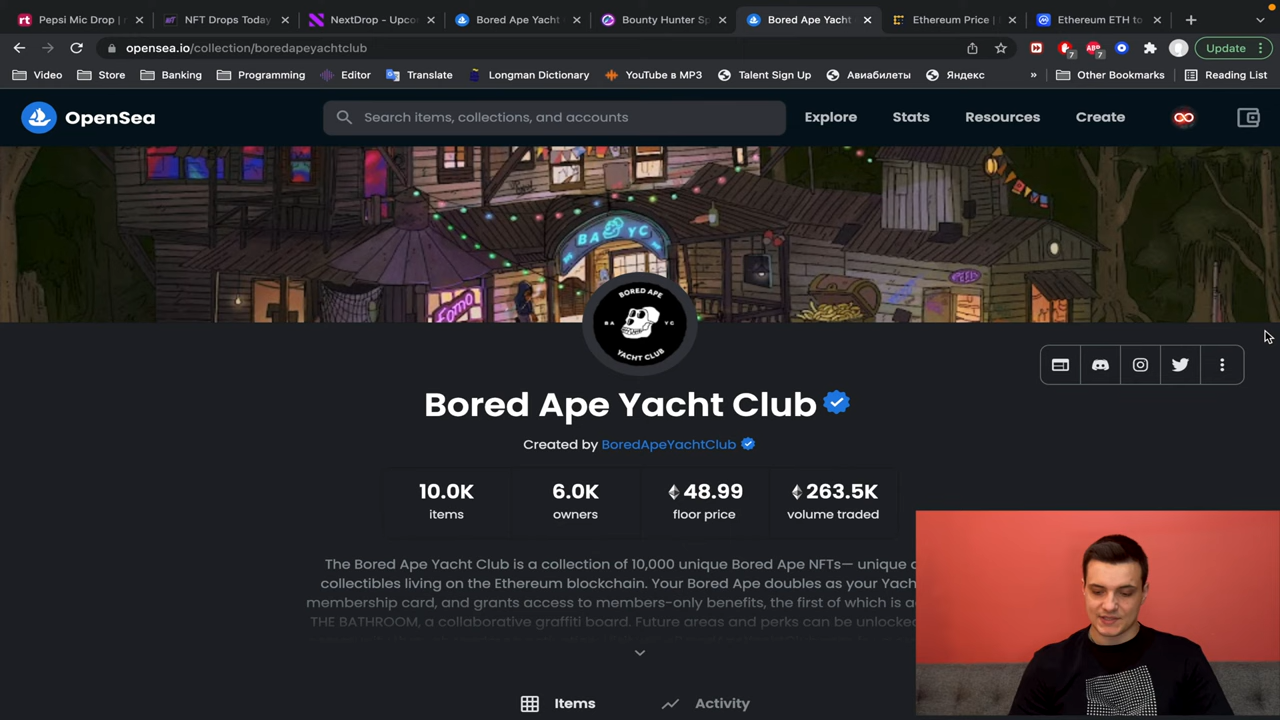 Pepsi Mic Drop |
NFT Drops Today
NextDrop - Upco
Bored Ape Yacht
Bounty Hunter Sp
Bored Ape Yacht
Ethereum Price |
Ethereum ETH to
opensea.io/collection/boredapeyachtclub
7
7
Update
Video
Store
Banking
Programming
Editor
Translate
Longman Dictionary
YouTube в MP3
Talent Sign Up
Авиабилеты
Яндекс
»
Other Bookmarks
Reading List
OpenSea
Search items, collections, and accounts
Explore
Stats
Resources
Create
BAYC
Fomo
BORED APE
BA YC
YACHT CLUB
Bored Ape Yacht Club
Created by BoredApeYachtClub
10.0K
items
6.0K
owners
48.99
floor price
263.5K
volume traded
The Bored Ape Yacht Club is a collection of 10,000 unique Bored Ape NFTs— unique
collectibles living on the Ethereum blockchain. Your Bored Ape doubles as your Yach
membership card, and grants access to members-only benefits, the first of which is a
THE BATHROOM, a collaborative graffiti board. Future areas and perks can be unlocked
Items
Activity